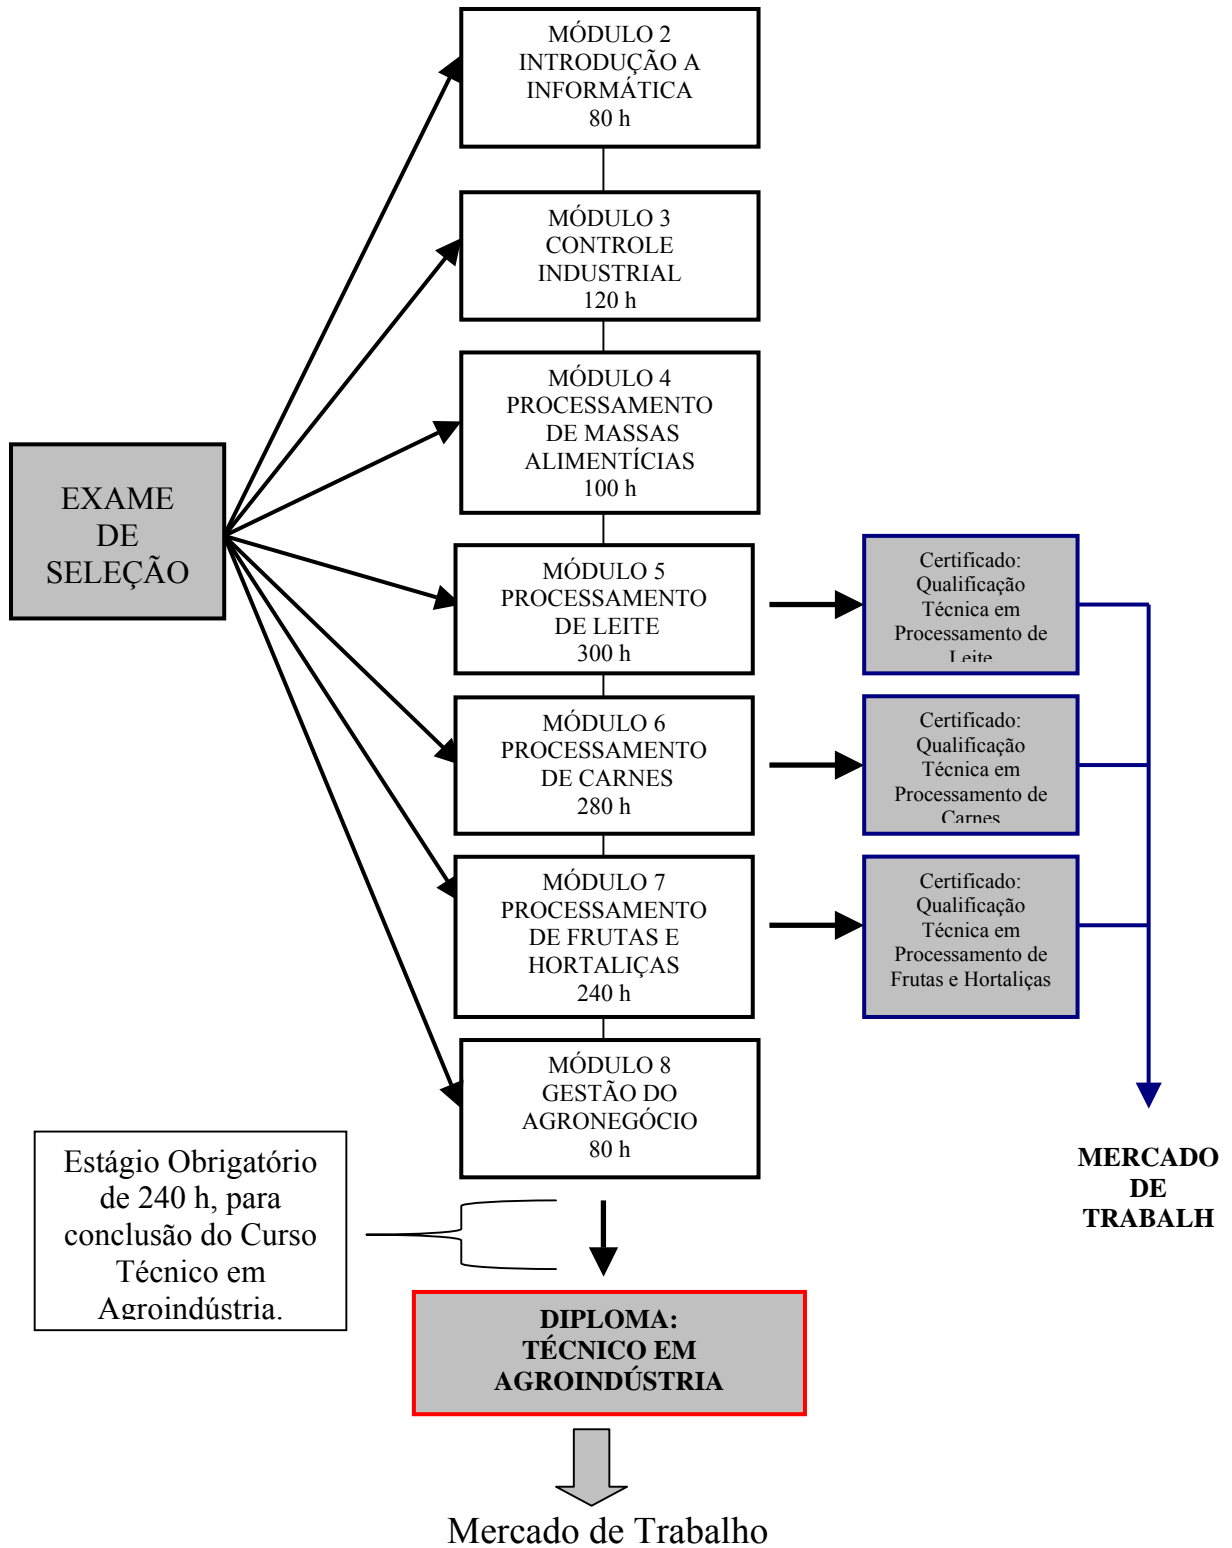 MÓDULO 2
INTRODUÇÃO A
INFORMÁTICA
80 h
MÓDULO 3
CONTROLE
INDUSTRIAL
120 h
MÓDULO 4
PROCESSAMENTO
DE MASSAS
ALIMENTÍCIAS
100 h
EXAME
DE
SELEÇÃO
MÓDULO 5
PROCESSAMENTO
DE LEITE
300 h
Certificado:
Qualificação
Técnica em
Processamento de
Leite
MÓDULO 6
PROCESSAMENTO
DE CARNES
280 h
Certificado:
Qualificação
Técnica em
Processamento de
Carnes
MÓDULO 7
PROCESSAMENTO
DE FRUTAS E
HORTALIÇAS
240 h
Certificado:
Qualificação
Técnica em
Processamento de
Frutas e Hortaliças
MÓDULO 8
GESTÃO DO
AGRONEGÓCIO
80 h
MERCADO
DE
TRABALH
Estágio Obrigatório
de 240 h, para
conclusão do Curso
Técnico em
Agroindústria.
DIPLOMA:
TÉCNICO EM
AGROINDÚSTRIA
Mercado de Trabalho